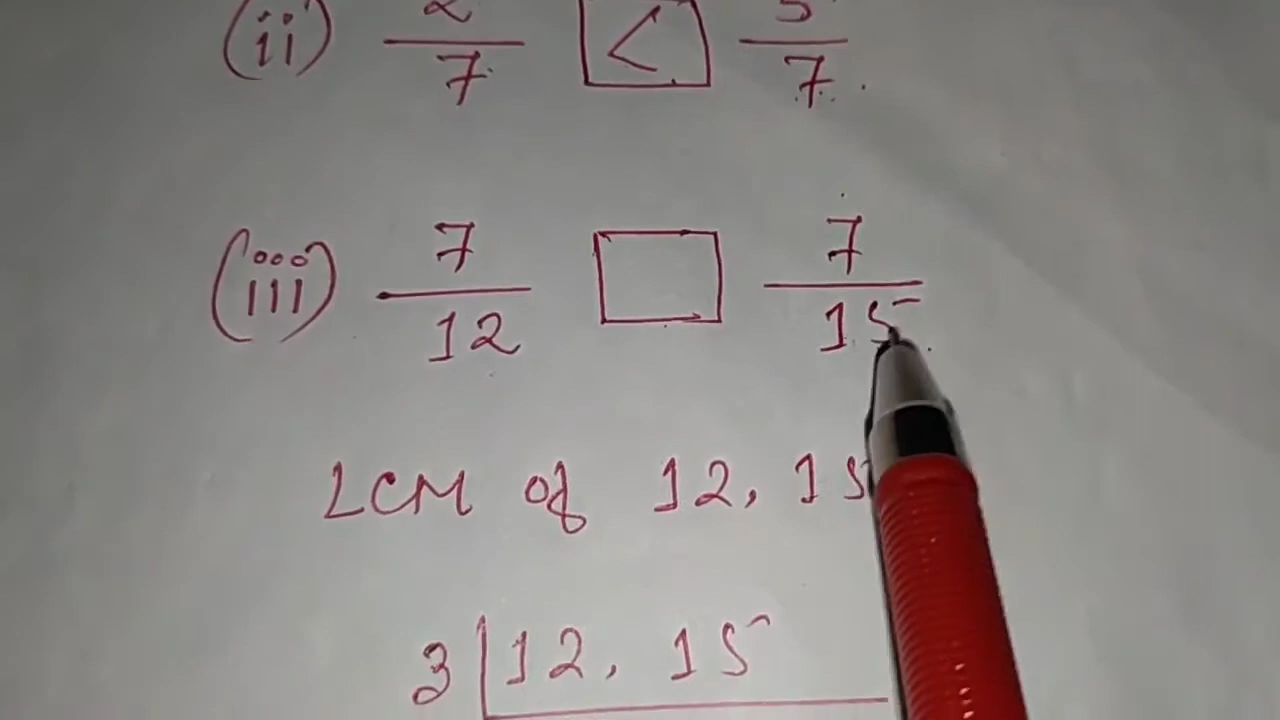 (ii) 2/7 < 5/7
(iii) 7/12 □ 7/15
LCM of 12, 15
3 | 12, 15